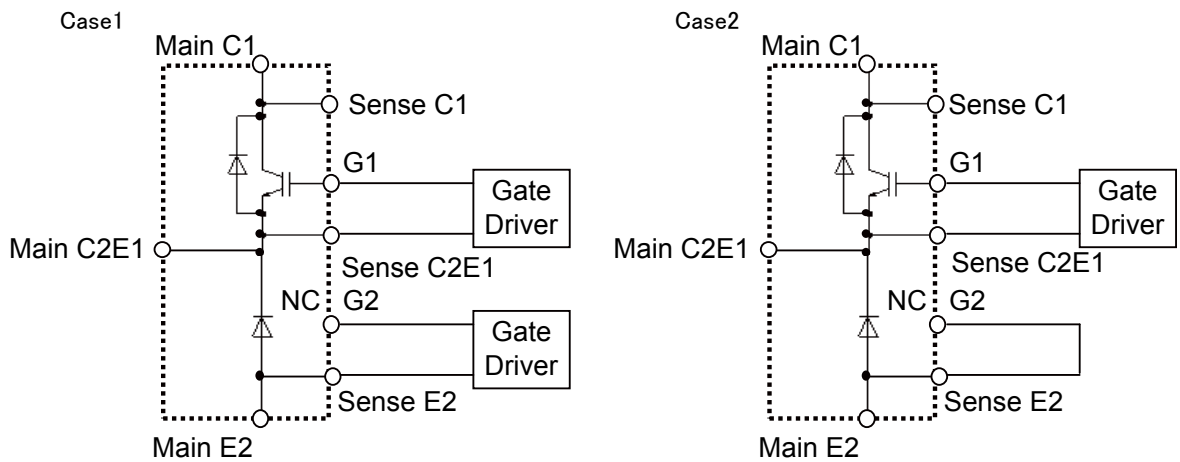 Case1
Main C1
Sense C1
G1
Gate
Driver
Main C2E1
Sense C2E1
NC G2
Gate
Driver
Sense E2
Main E2
Case2
Main C1
Sense C1
G1
Gate
Driver
Main C2E1
Sense C2E1
NC G2
Sense E2
Main E2